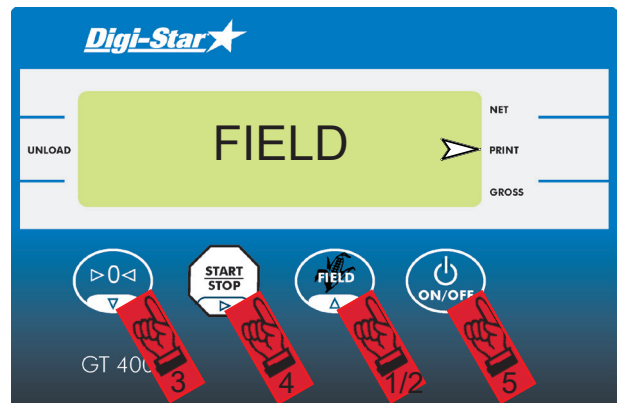 Digi-Star
NET
UNLOAD
FIELD
PRINT
GROSS
0
START
STOP
FIELD
ON/OFF
GT 400
3
4
1/2
5